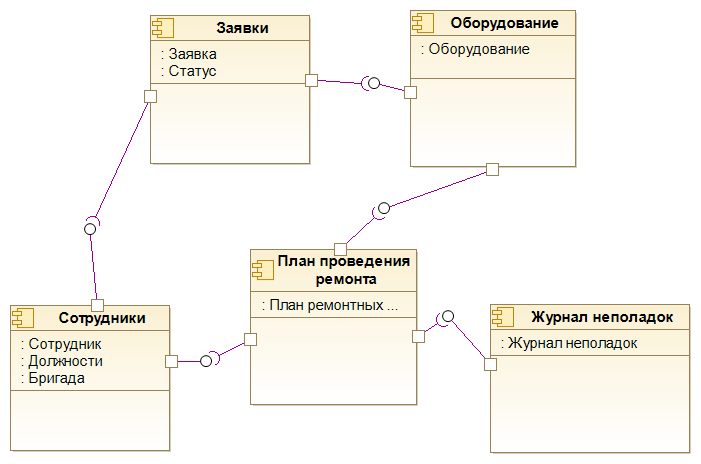 Заявки
: Заявка
: Статус
Оборудование
: Оборудование
План проведения
ремонта
: План ремонтных ...
Сотрудники
: Сотрудник
: Должности
: Бригада
Журнал неполадок
: Журнал неполадок